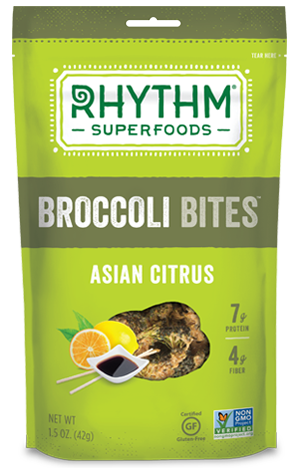 TEAR HERE
RHYTHM®
SUPERFOODS
BROCCOLI BITES™
ASIAN CITRUS
7g
PROTEIN
4g
FIBER
NET WT
1.5 OZ. (42g)
Certified
GF
Gluten-Free
NON
GMO
Project
VERIFIED